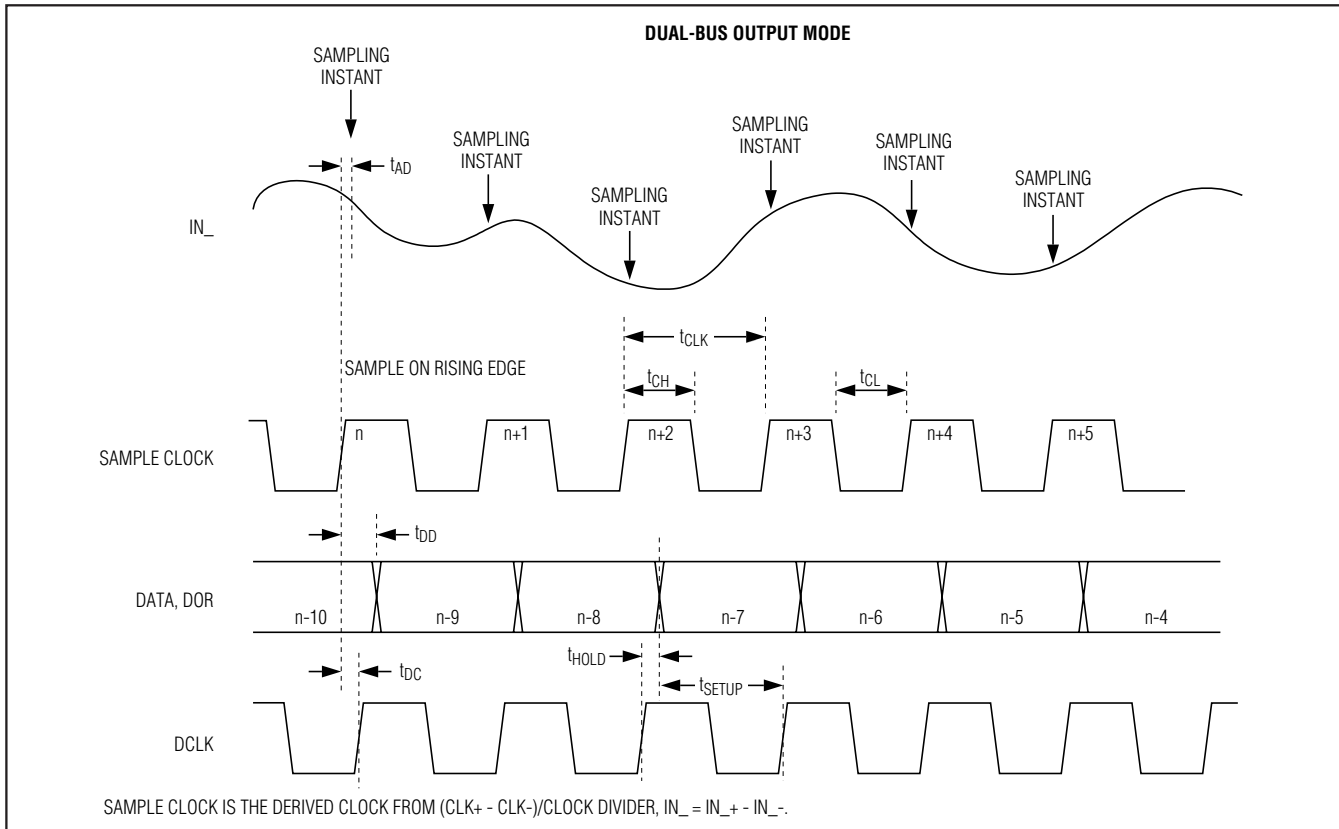 DUAL-BUS OUTPUT MODE
SAMPLING
INSTANT
SAMPLING
INSTANT
SAMPLING
INSTANT
SAMPLING
INSTANT
SAMPLING
INSTANT
SAMPLING
INSTANT
tAD
IN_
tCLK
SAMPLE ON RISING EDGE
tCH
tCL
SAMPLE CLOCK
n n+1 n+2 n+3 n+4 n+5
tDD
DATA, DOR
n-10 n-9 n-8 n-7 n-6 n-5 n-4
tDC
tHOLD
tSETUP
DCLK
SAMPLE CLOCK IS THE DERIVED CLOCK FROM (CLK+ - CLK-)/CLOCK DIVIDER, IN_ = IN_+ - IN_-.